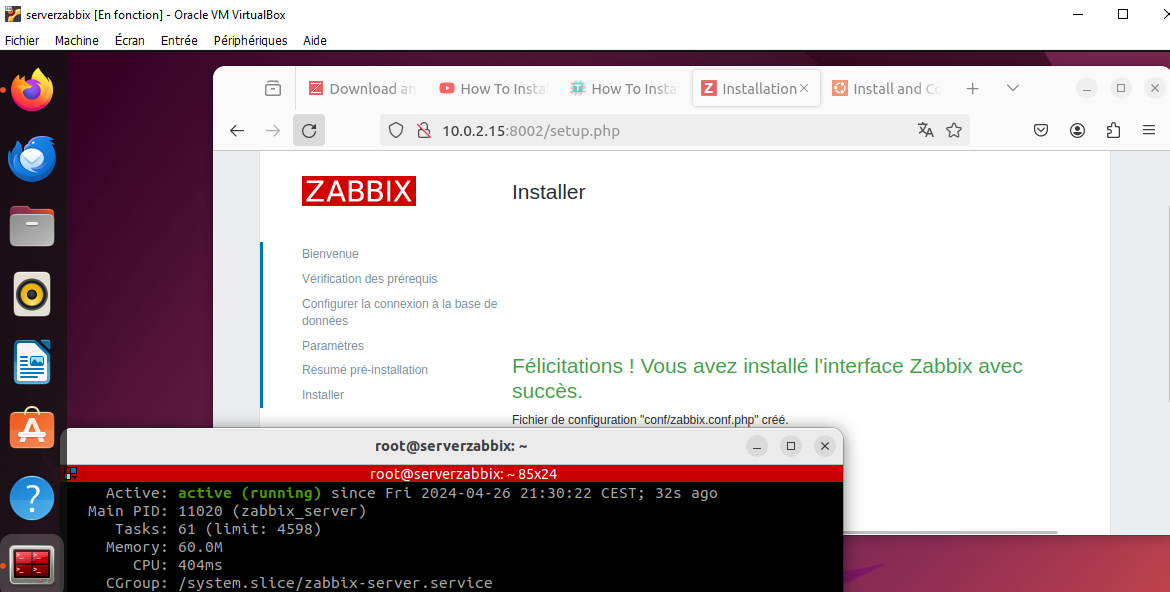 serverzabbix [En fonction] - Oracle VM VirtualBox
Fichier Machine Écran Entrée Périphériques Aide
Download an How To Insta How To Insta Installation Install and Co
10.0.2.15:8002/setup.php
ZABBIX Installer
Bienvenue
Vérification des prérequis
Configurer la connexion à la base de
données
Paramètres
Résumé pré-installation
Installer
Félicitations ! Vous avez installé l'interface Zabbix avec
succès.
Fichier de configuration "conf/zabbix.conf.php" créé.
root@serverzabbix: ~
root@serverzabbix: ~ 85x24
Active: active (running) since Fri 2024-04-26 21:30:22 CEST; 32s ago
Main PID: 11020 (zabbix_server)
Tasks: 61 (limit: 4598)
Memory: 60.0M
CPU: 404ms
CGroup: /system.slice/zabbix-server.service